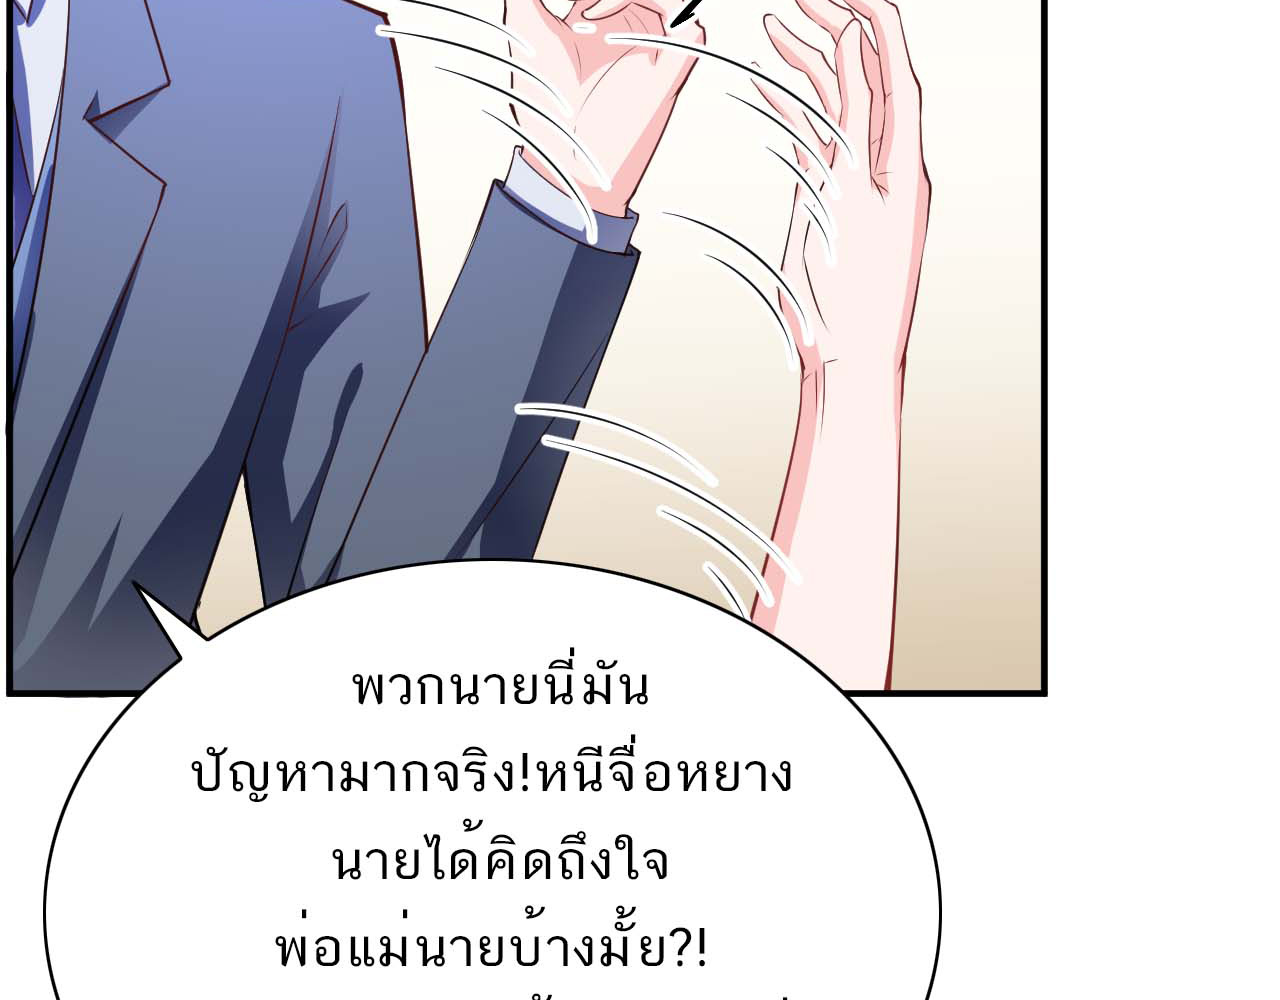 พวกนายนี่มัน
ปัญหามากจริง!หนีจื่อหยาง
นายได้คิดถึงใจ
พ่อแม่นายบ้างมั้ย?!